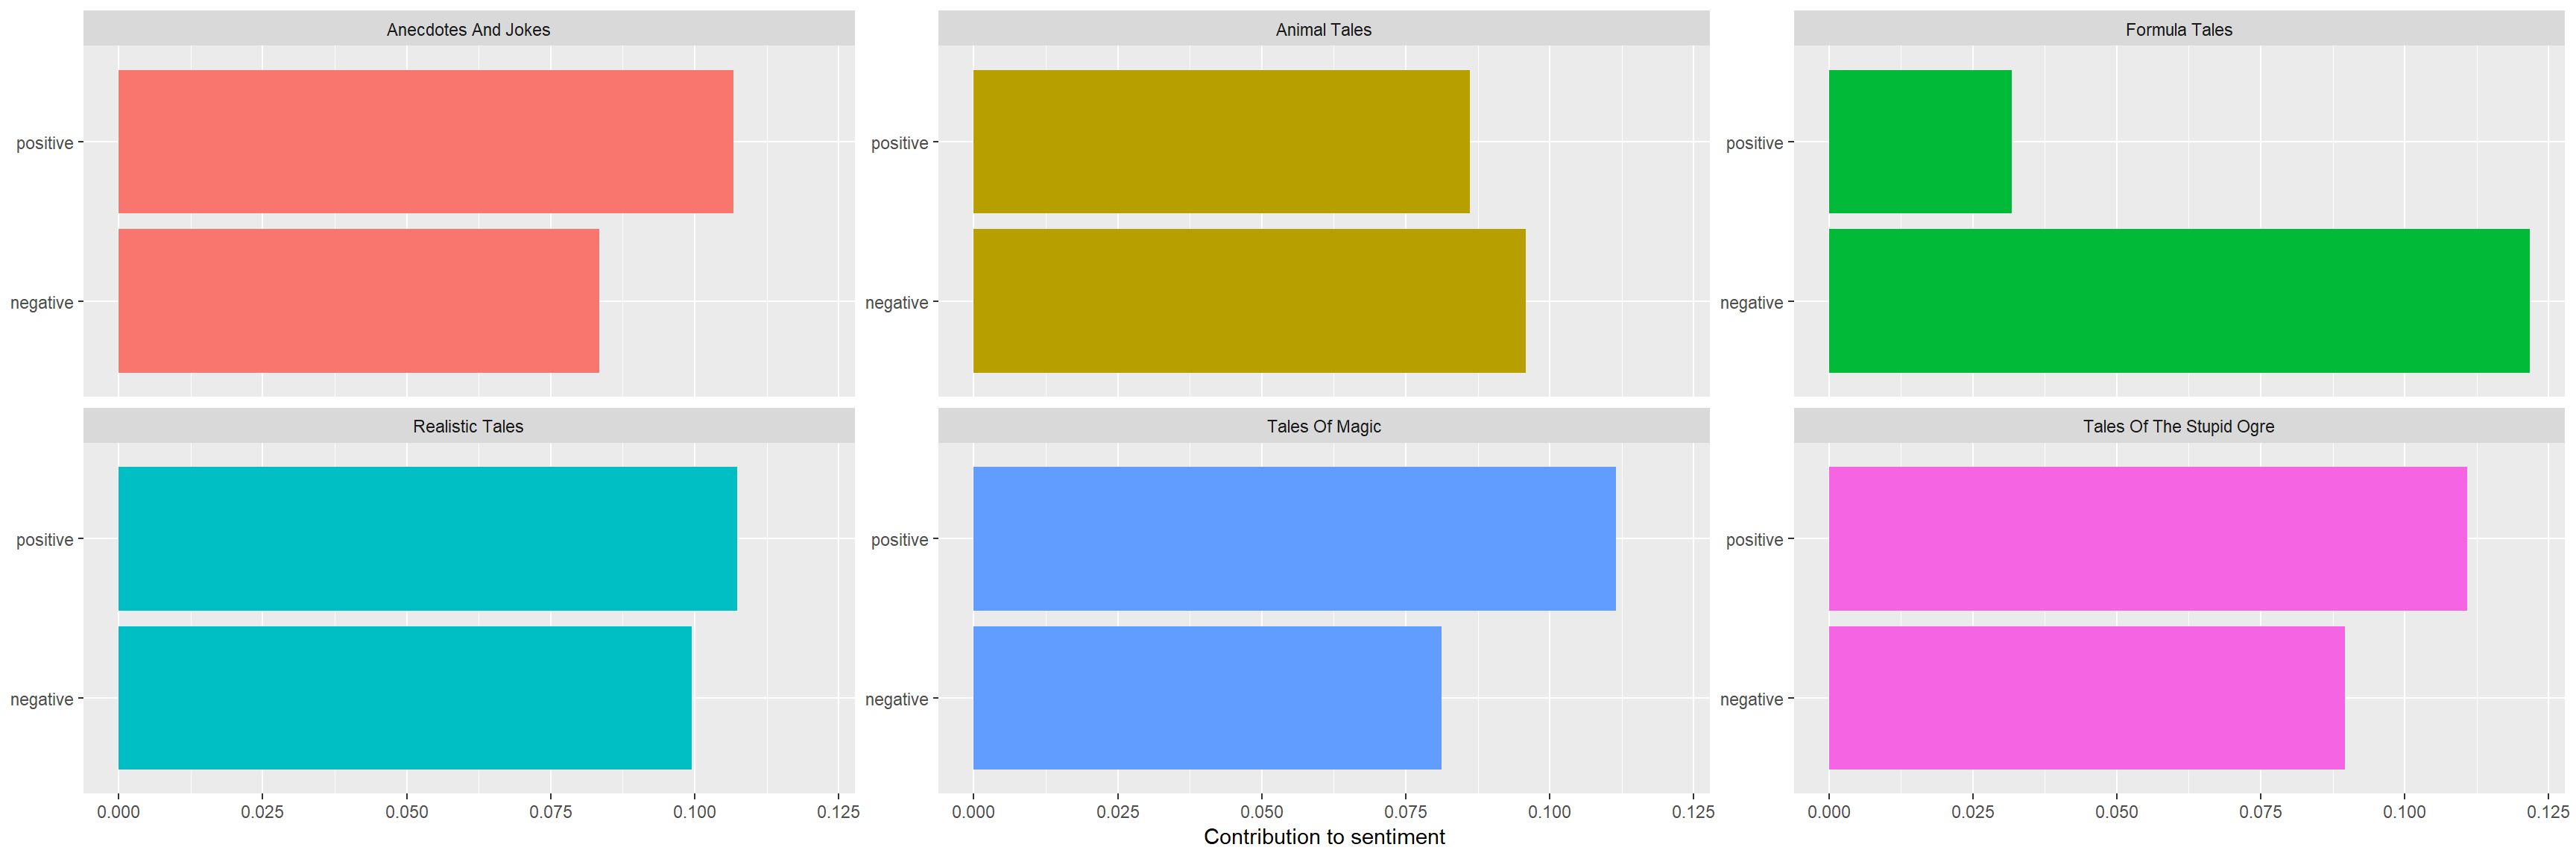 Anecdotes And Jokes
Animal Tales
Formula Tales
positive
positive
positive
negative
negative
negative
Realistic Tales
Tales Of Magic
Tales Of The Stupid Ogre
positive
positive
positive
negative
negative
negative
0.000 0.025 0.050 0.075 0.100 0.125
0.000 0.025 0.050 0.075 0.100 0.125
0.000 0.025 0.050 0.075 0.100 0.125
Contribution to sentiment